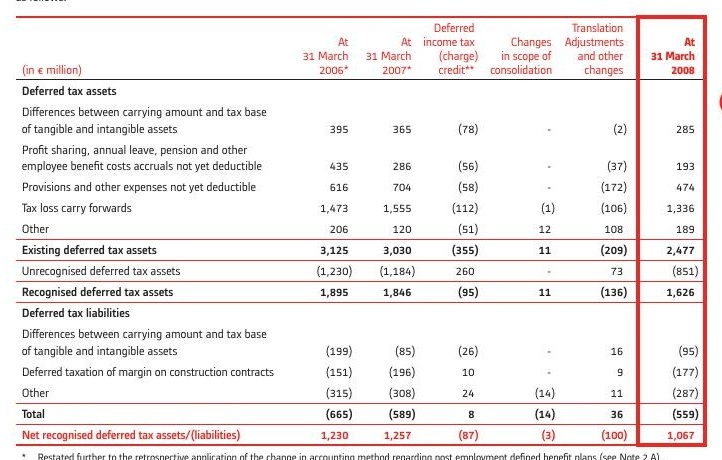 At At Deferred income tax (charge) Changes in scope of Translation Adjustments and other At
(in € million) 31 March 2006* 31 March 2007* credit** consolidation changes 31 March 2008
Deferred tax assets
Differences between carrying amount and tax base
of tangible and intangible assets 395 365 (78) - (2) 285
Profit sharing, annual leave, pension and other
employee benefit costs accruals not yet deductible 435 286 (56) - (37) 193
Provisions and other expenses not yet deductible 616 704 (58) - (172) 474
Tax loss carry forwards 1,473 1,555 (112) (1) (106) 1,336
Other 206 120 (51) 12 108 189
Existing deferred tax assets 3,125 3,030 (355) 11 (209) 2,477
Unrecognised deferred tax assets (1,230) (1,184) 260 73 (851)
Recognised deferred tax assets 1,895 1,846 (95) 11 (136) 1,626
Deferred tax liabilities
Differences between carrying amount and tax base
of tangible and intangible assets (199) (85) (26) - 16 (95)
Deferred taxation of margin on construction contracts (151) (196) 10 - 9 (177)
Other (315) (308) 24 (14) 11 (287)
Total (665) (589) 8 (14) 36 (559)
Net recognised deferred tax assets/(liabilities) 1,230 1,257 (87) (3) (100) 1,067
* Restated further to the retrospective application of the change in accounting method regarding post employment defined benefit plans (see Note 2.A)